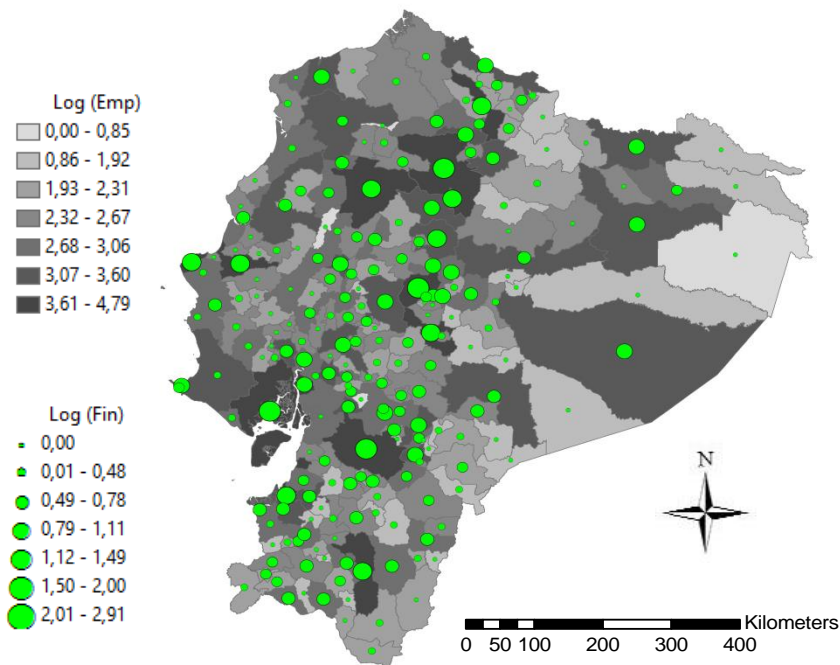 Log (Emp)
0,00 - 0,85
0,86 - 1,92
1,93 - 2,31
2,32 - 2,67
2,68 - 3,06
3,07 - 3,60
3,61 - 4,79
Log (Fin)
0,00
0,01 - 0,48
0,49 - 0,78
0,79 - 1,11
1,12 - 1,49
1,50 - 2,00
2,01 - 2,91
N
Kilometers
0 50 100 200 300 400